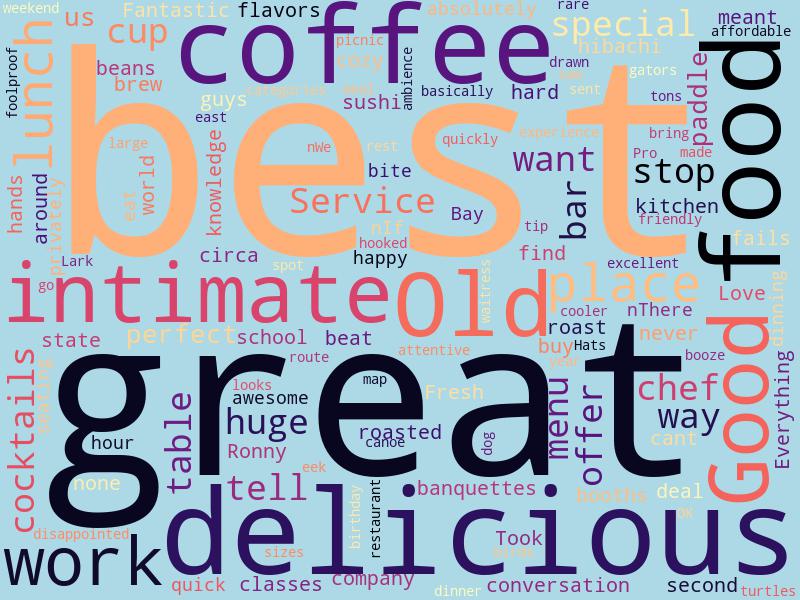 weekend
us
Fantastic
flavors
absolutely
rare
meant
affordable
cup
coffee
special
hibachi
picnic
cozy
drawn
beans
brew
guys
categories
sushi
ambience
basically
hard
sent
gators
tons
foolproof
lunch
best
food
paddle
east
large
nWe
rest
quickly
experience
bring
Pro
made
hands
around
world
eat
knowledge
bite
want
stop
privately
Service
Bay
bar
kitchen
friendly
nIf
hooked
tip
fails
Lark
circa
happy
find
excellent
spot
go
intimate
Old
waitress
place
Love
dinning
cooler
nThere
state
perfect
school
beat
roast
never
Good
attentive
buy
Hats
booze
route
year
cocktails
seating
great
map
looks
awesome
Fresh
menu
offer
chef
way
Everything
table
huge
roasted
canoe
dog
cant
hour
Ronny
eek
none
tell
banquettes
booths
deal
birthday
restaurant
OK
disappointed
delicious
work
sizes
Took
quick
classes
company
dinner
conversation
second
turtles